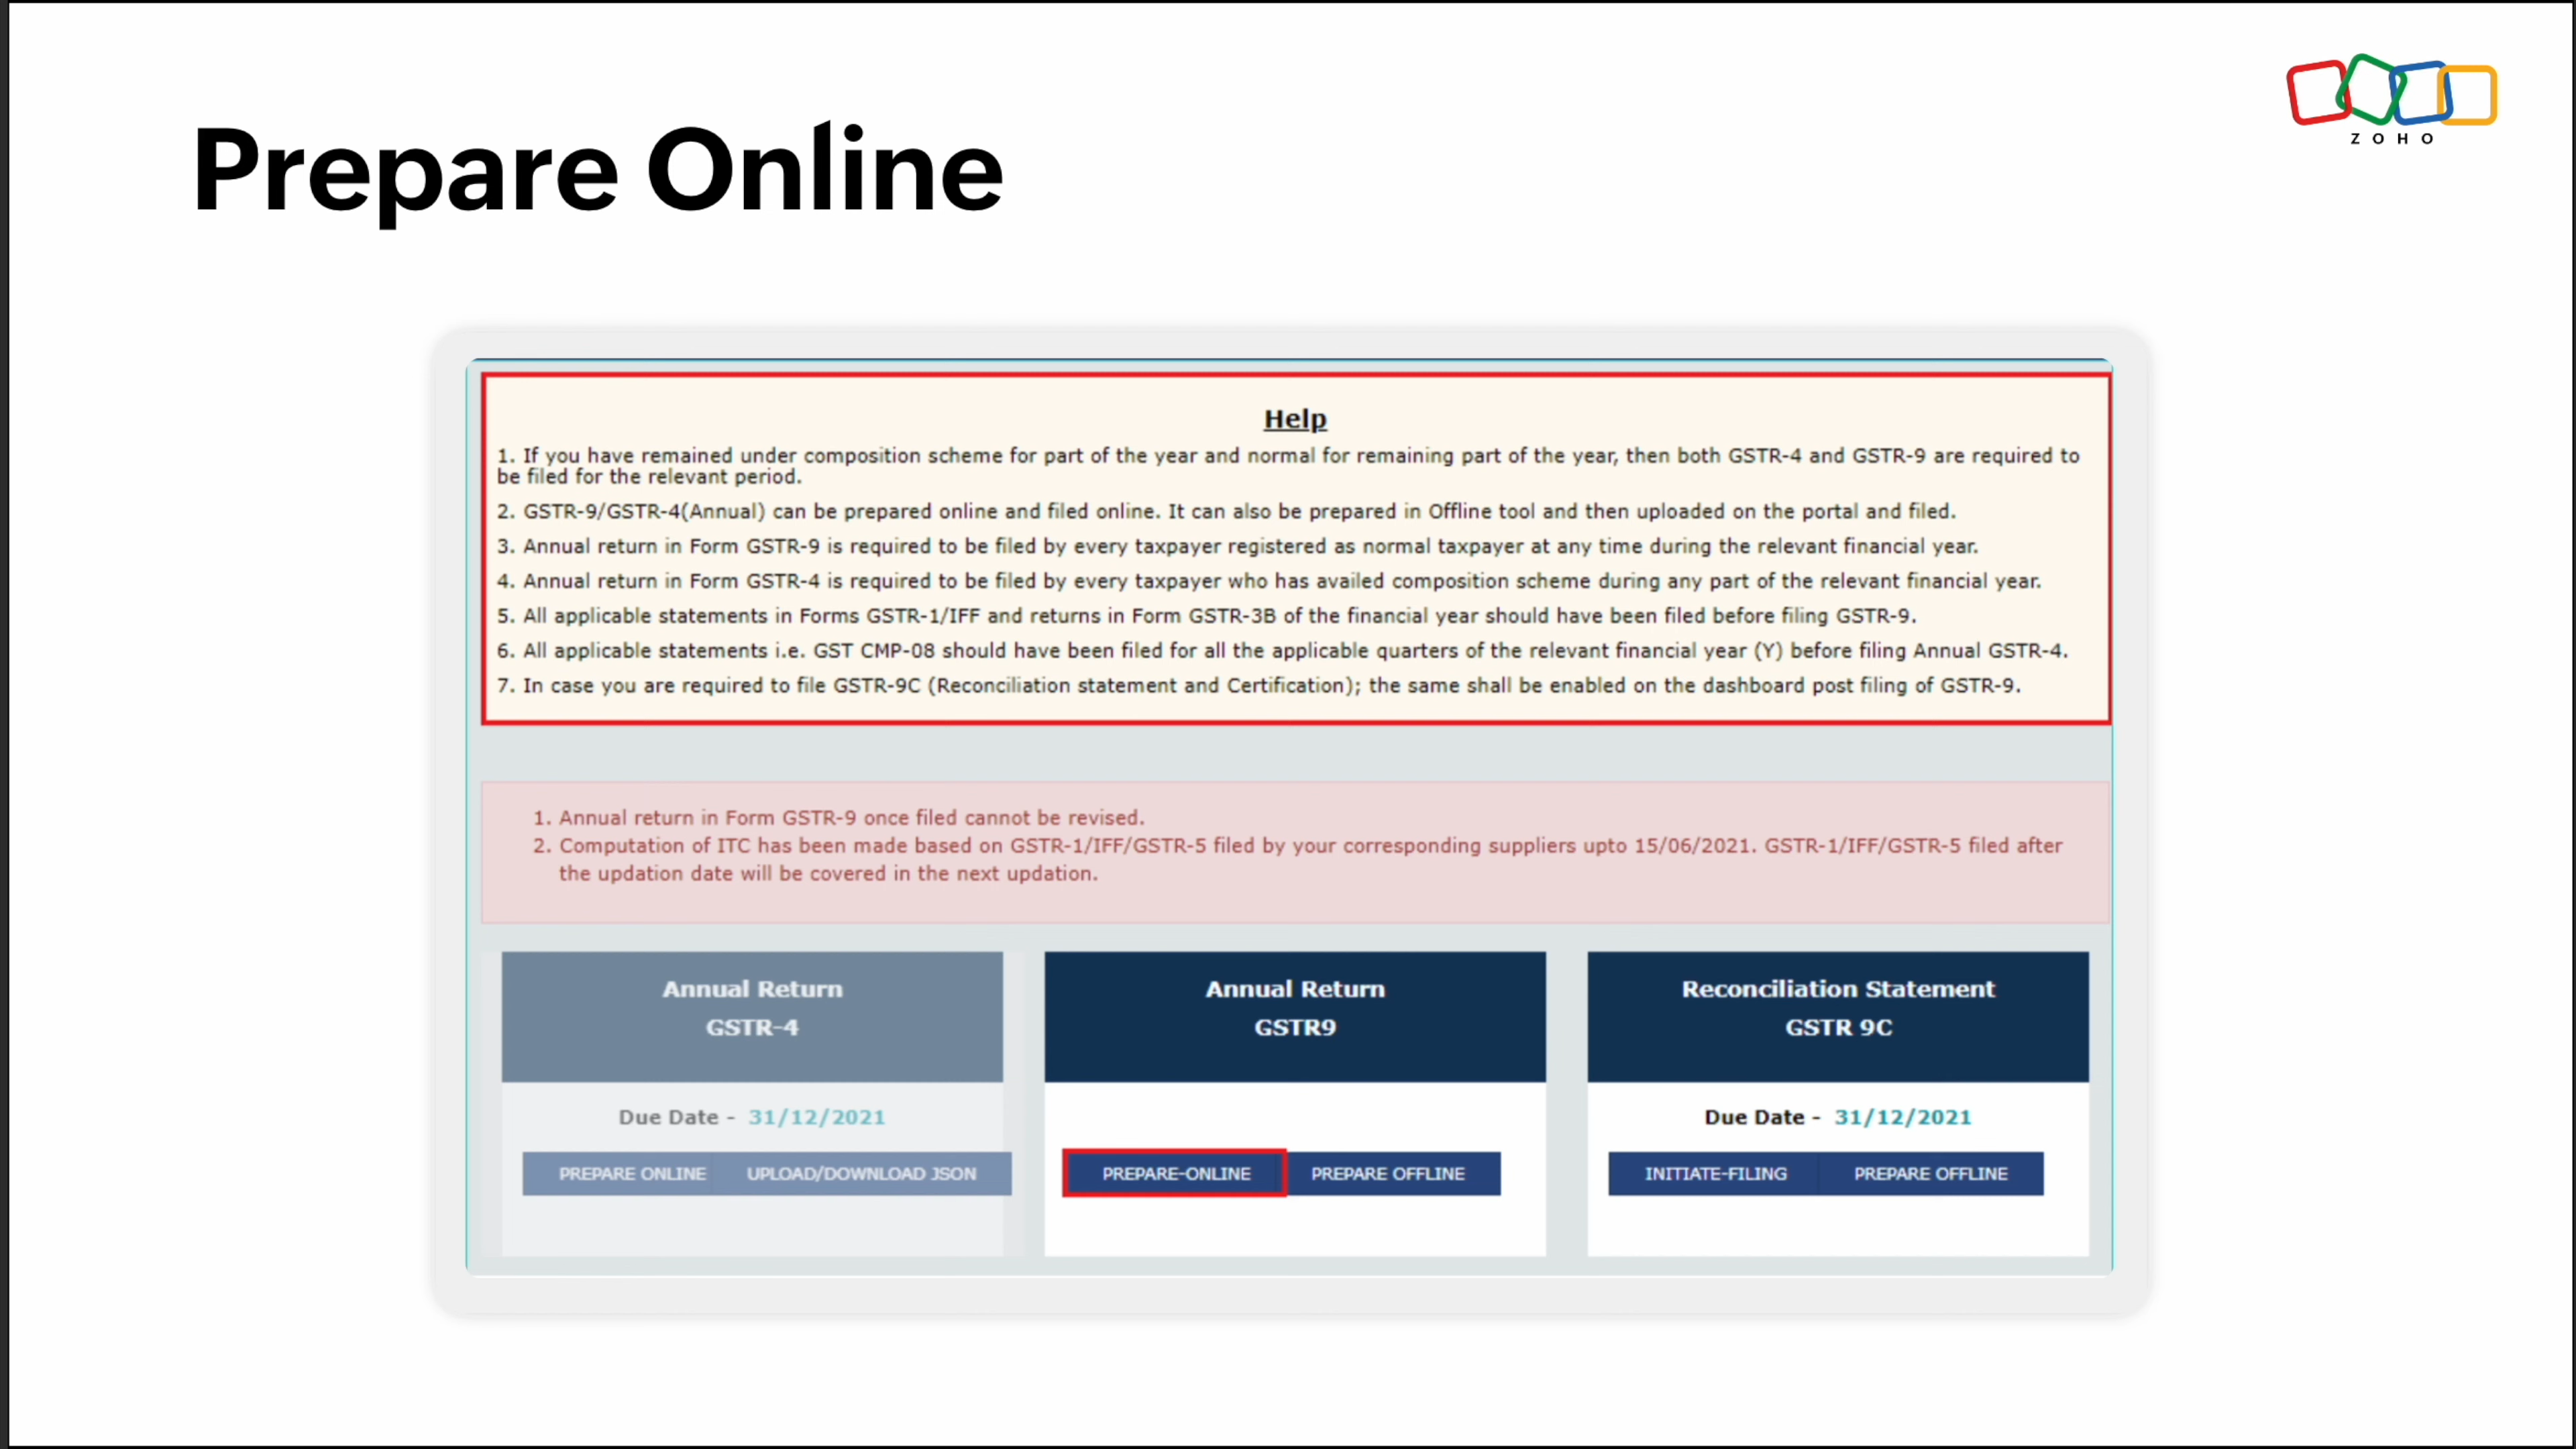 ZOHO
Prepare Online
Help
1. If you have remained under composition scheme for part of the year and normal for remaining part of the year, then both GSTR-4 and GSTR-9 are required to
be filed for the relevant period.
2. GSTR-9/GSTR-4(Annual) can be prepared online and filed online. It can also be prepared in Offline tool and then uploaded on the portal and filed.
3. Annual return in Form GSTR-9 is required to be filed by every taxpayer registered as normal taxpayer at any time during the relevant financial year.
4. Annual return in Form GSTR-4 is required to be filed by every taxpayer who has availed composition scheme during any part of the relevant financial year.
5. All applicable statements in Forms GSTR-1/IFF and returns in Form GSTR-3B of the financial year should have been filed before filing GSTR-9.
6. All applicable statements i.e. GST CMP-08 should have been filed for all the applicable quarters of the relevant financial year (Y) before filing Annual GSTR-4.
7. In case you are required to file GSTR-9C (Reconciliation statement and Certification); the same shall be enabled on the dashboard post filing of GSTR-9.
1. Annual return in Form GSTR-9 once filed cannot be revised.
2. Computation of ITC has been made based on GSTR-1/IFF/GSTR-5 filed by your corresponding suppliers upto 15/06/2021. GSTR-1/IFF/GSTR-5 filed after
the updation date will be covered in the next updation.
Annual Return
GSTR-4
Due Date - 31/12/2021
PREPARE ONLINE UPLOAD/DOWNLOAD JSON
Annual Return
GSTR9
PREPARE-ONLINE PREPARE OFFLINE
Reconciliation Statement
GSTR 9C
Due Date - 31/12/2021
INITIATE-FILING PREPARE OFFLINE